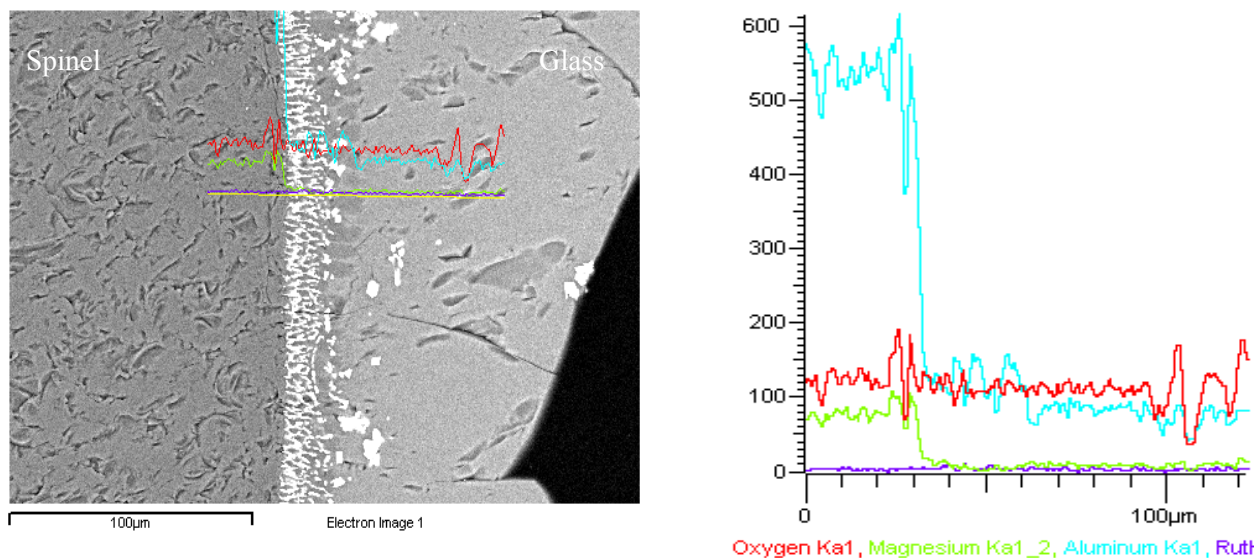 Spinel
Glass
100µm
Electron Image 1
600
500
400
300
200
100
0
0
100µm
Oxygen Ka1, Magnesium Ka1_2, Aluminum Ka1, Ruth